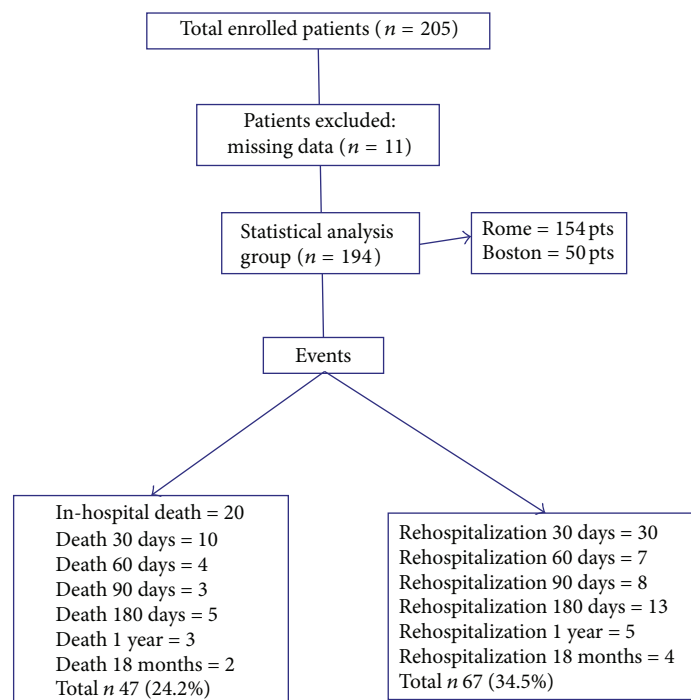 Total enrolled patients (n = 205)
Patients excluded:
missing data (n = 11)
Statistical analysis
group (n = 194)
Rome = 154 pts
Boston = 50 pts
Events
In-hospital death = 20
Death 30 days = 10
Death 60 days = 4
Death 90 days = 3
Death 180 days = 5
Death 1 year = 3
Death 18 months = 2
Total n 47 (24.2%)
Rehospitalization 30 days = 30
Rehospitalization 60 days = 7
Rehospitalization 90 days = 8
Rehospitalization 180 days = 13
Rehospitalization 1 year = 5
Rehospitalization 18 months = 4
Total n 67 (34.5%)